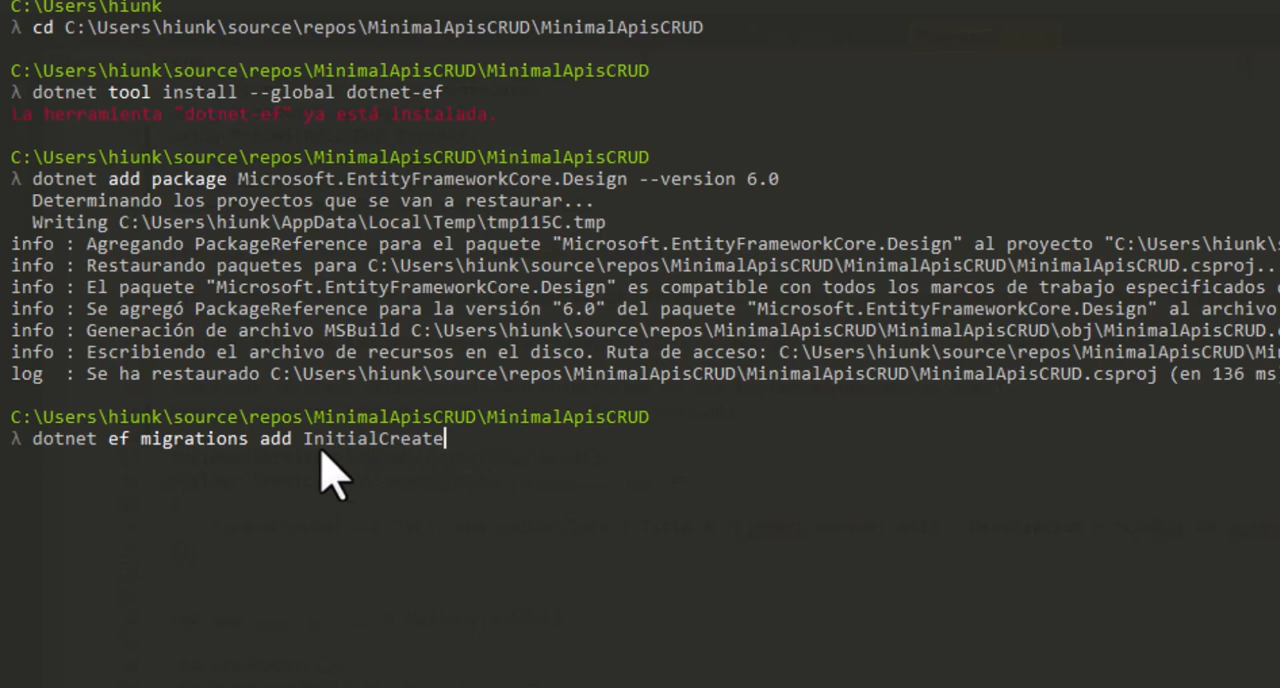 C:\Users\hiunk
λ cd C:\Users\hiunk\source\repos\MinimalApisCRUD\MinimalApisCRUD
C:\Users\hiunk\source\repos\MinimalApisCRUD\MinimalApisCRUD
λ dotnet tool install --global dotnet-ef
La herramienta "dotnet-ef" ya está instalada.
C:\Users\hiunk\source\repos\MinimalApisCRUD\MinimalApisCRUD
λ dotnet add package Microsoft.EntityFrameworkCore.Design --version 6.0
Determinando los proyectos que se van a restaurar...
Writing C:\Users\hiunk\AppData\Local\Temp\tmp115C.tmp
info : Agregando PackageReference para el paquete "Microsoft.EntityFrameworkCore.Design" al proyecto "C:\Users\hiunk\
info : Restaurando paquetes para C:\Users\hiunk\source\repos\MinimalApisCRUD\MinimalApisCRUD\MinimalApisCRUD.csproj..
info : El paquete "Microsoft.EntityFrameworkCore.Design" es compatible con todos los marcos de trabajo especificados
info : Se agregó PackageReference para la versión "6.0" del paquete "Microsoft.EntityFrameworkCore.Design" al archivo
info : Generación de archivo MSBuild C:\Users\hiunk\source\repos\MinimalApisCRUD\MinimalApisCRUD\obj\MinimalApisCRUD.
info : Escribiendo el archivo de recursos en el disco. Ruta de acceso: C:\Users\hiunk\source\repos\MinimalApisCRUD\Mi
log  : Se ha restaurado C:\Users\hiunk\source\repos\MinimalApisCRUD\MinimalApisCRUD\MinimalApisCRUD.csproj (en 136 ms
C:\Users\hiunk\source\repos\MinimalApisCRUD\MinimalApisCRUD
λ dotnet ef migrations add InitialCreate